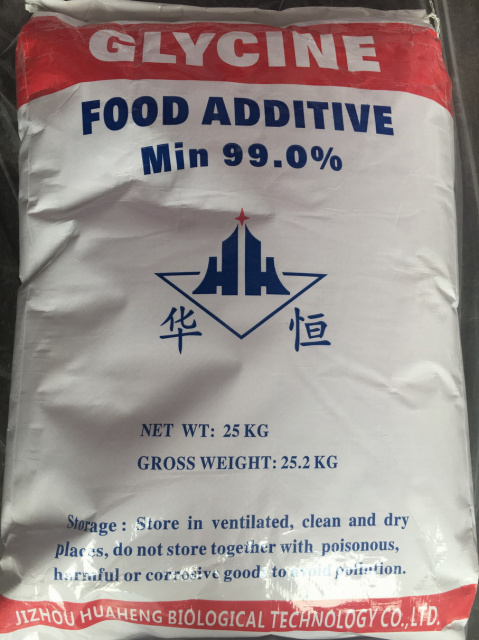 GLYCINE
FOOD ADDITIVE
Min 99.0%
华 恒
NET WT: 25 KG
GROSS WEIGHT: 25.2 KG
Storage: Store in ventilated, clean and dry
places, do not store together with poisonous,
harmful or corrosive goods to avoid pollution.
JIZHOU HUAHENG BIOLOGICAL TECHNOLOGY CO.,LTD.